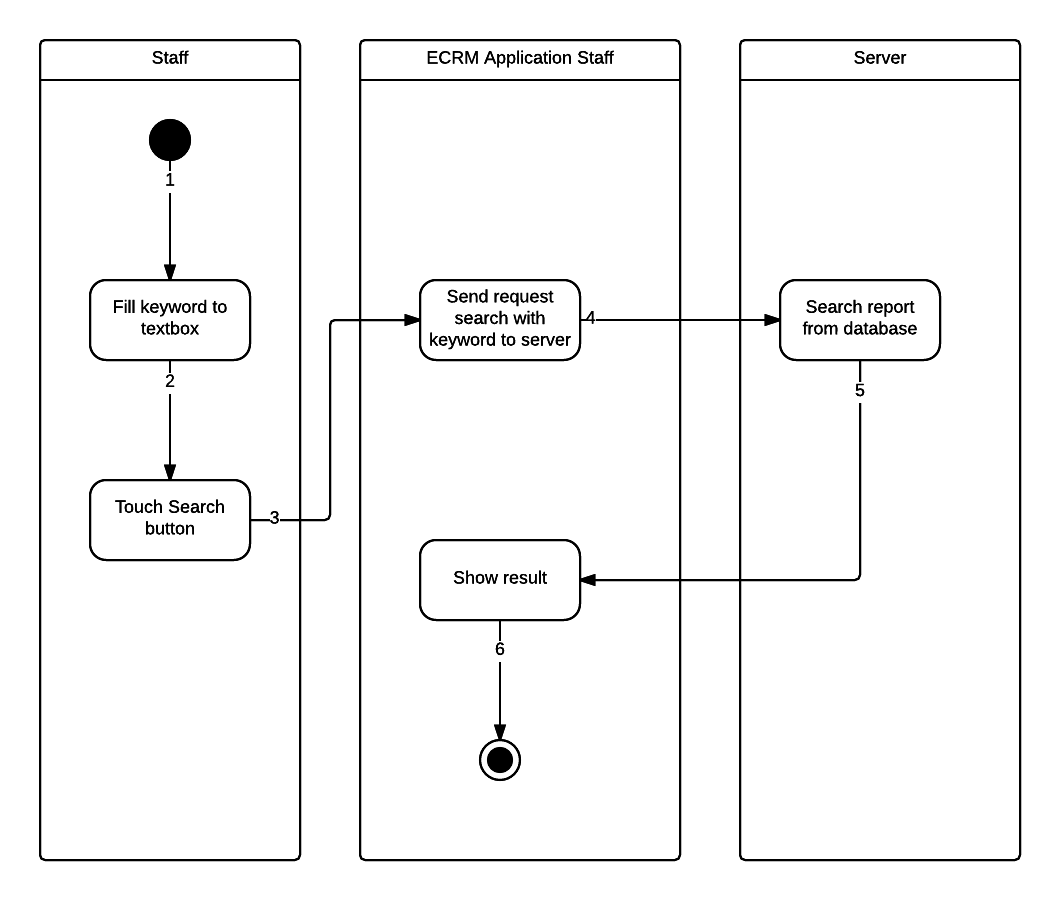 Staff
ECRM Application Staff
Server
1
Fill keyword to
textbox
2
Touch Search
button
3
Send request
search with
keyword to server
4
Search report
from database
5
Show result
6